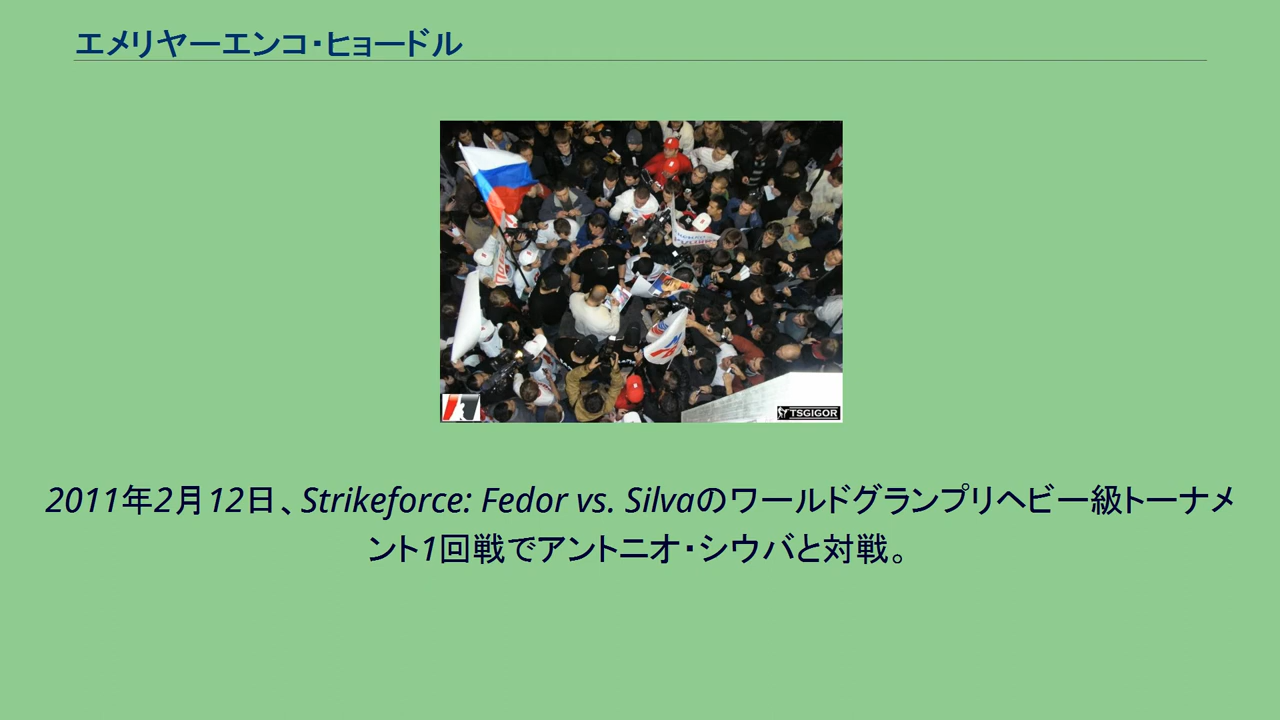 エメリヤーエンコ・ヒョードル
TSGIGOR
2011年2月12日、Strikeforce: Fedor vs. Silvaのワールドグランプリヘビー級トーナメ
ント1回戦でアントニオ・シウバと対戦。